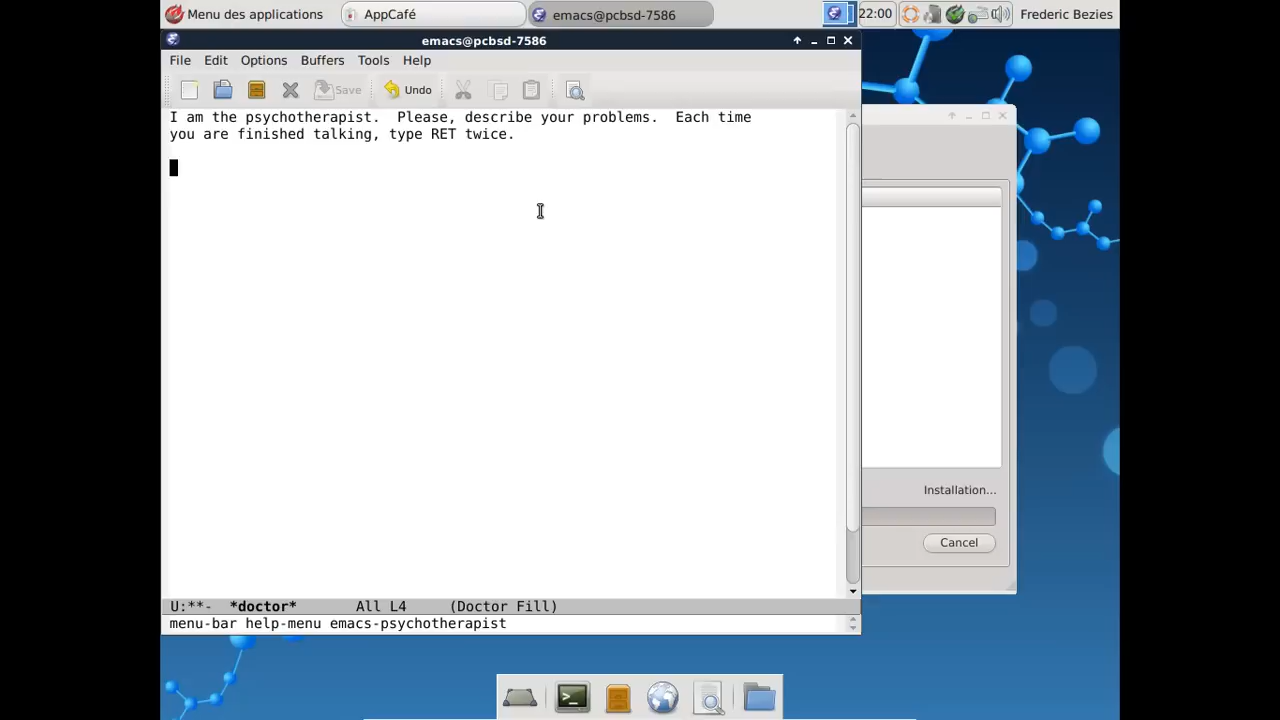 Menu des applications AppCafé emacs@pcbsd-7586 22:00 Frederic Bezies
emacs@pcbsd-7586
File Edit Options Buffers Tools Help
Save Undo
I am the psychotherapist.  Please, describe your problems.  Each time
you are finished talking, type RET twice.
Installation...
Cancel
U:**-  *doctor*      All L4     (Doctor Fill)
menu-bar help-menu emacs-psychotherapist